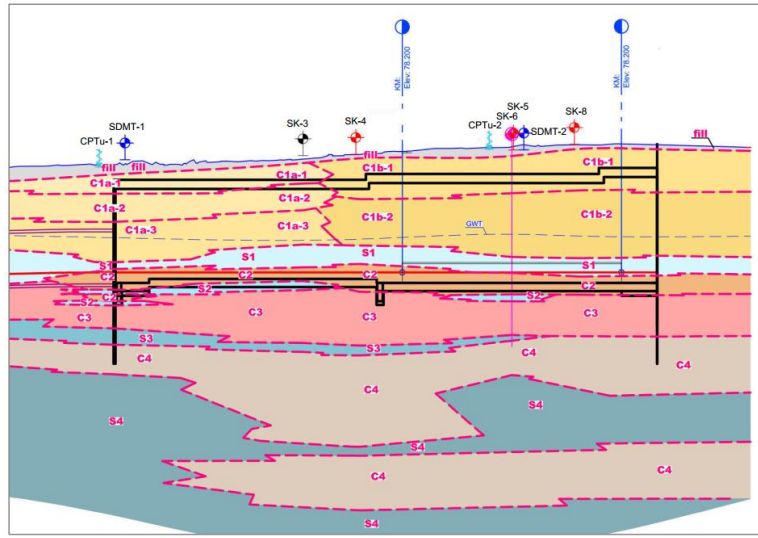 KM:
Elev: 78.200
KM:
Elev: 78.200
SK-5
CPTu-1
SDMT-1
SK-3
SK-4
CPTu-2
SK-6
SDMT-2
SK-8
fill
fill
fill
fill
C1a-1
C1a-1
C1b-1
C1b-1
C1a-2
C1a-2
C1a-3
C1a-3
C1b-2
C1b-2
GWT
S1
S1
S1
S1
C2
C2
C2
C2
S2
S2
S2
C3
C3
C3
C3
S3
S3
C4
C4
C4
C4
S4
S4
S4
C4
C4
S4